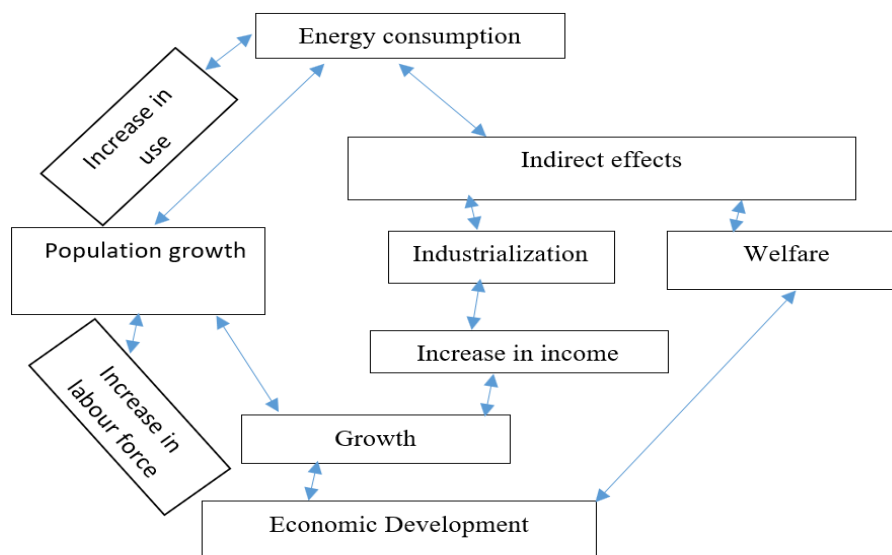 Energy consumption
Increase in
use
Indirect effects
Population growth
Industrialization
Welfare
Increase in income
Increase in
labour force
Growth
Economic Development